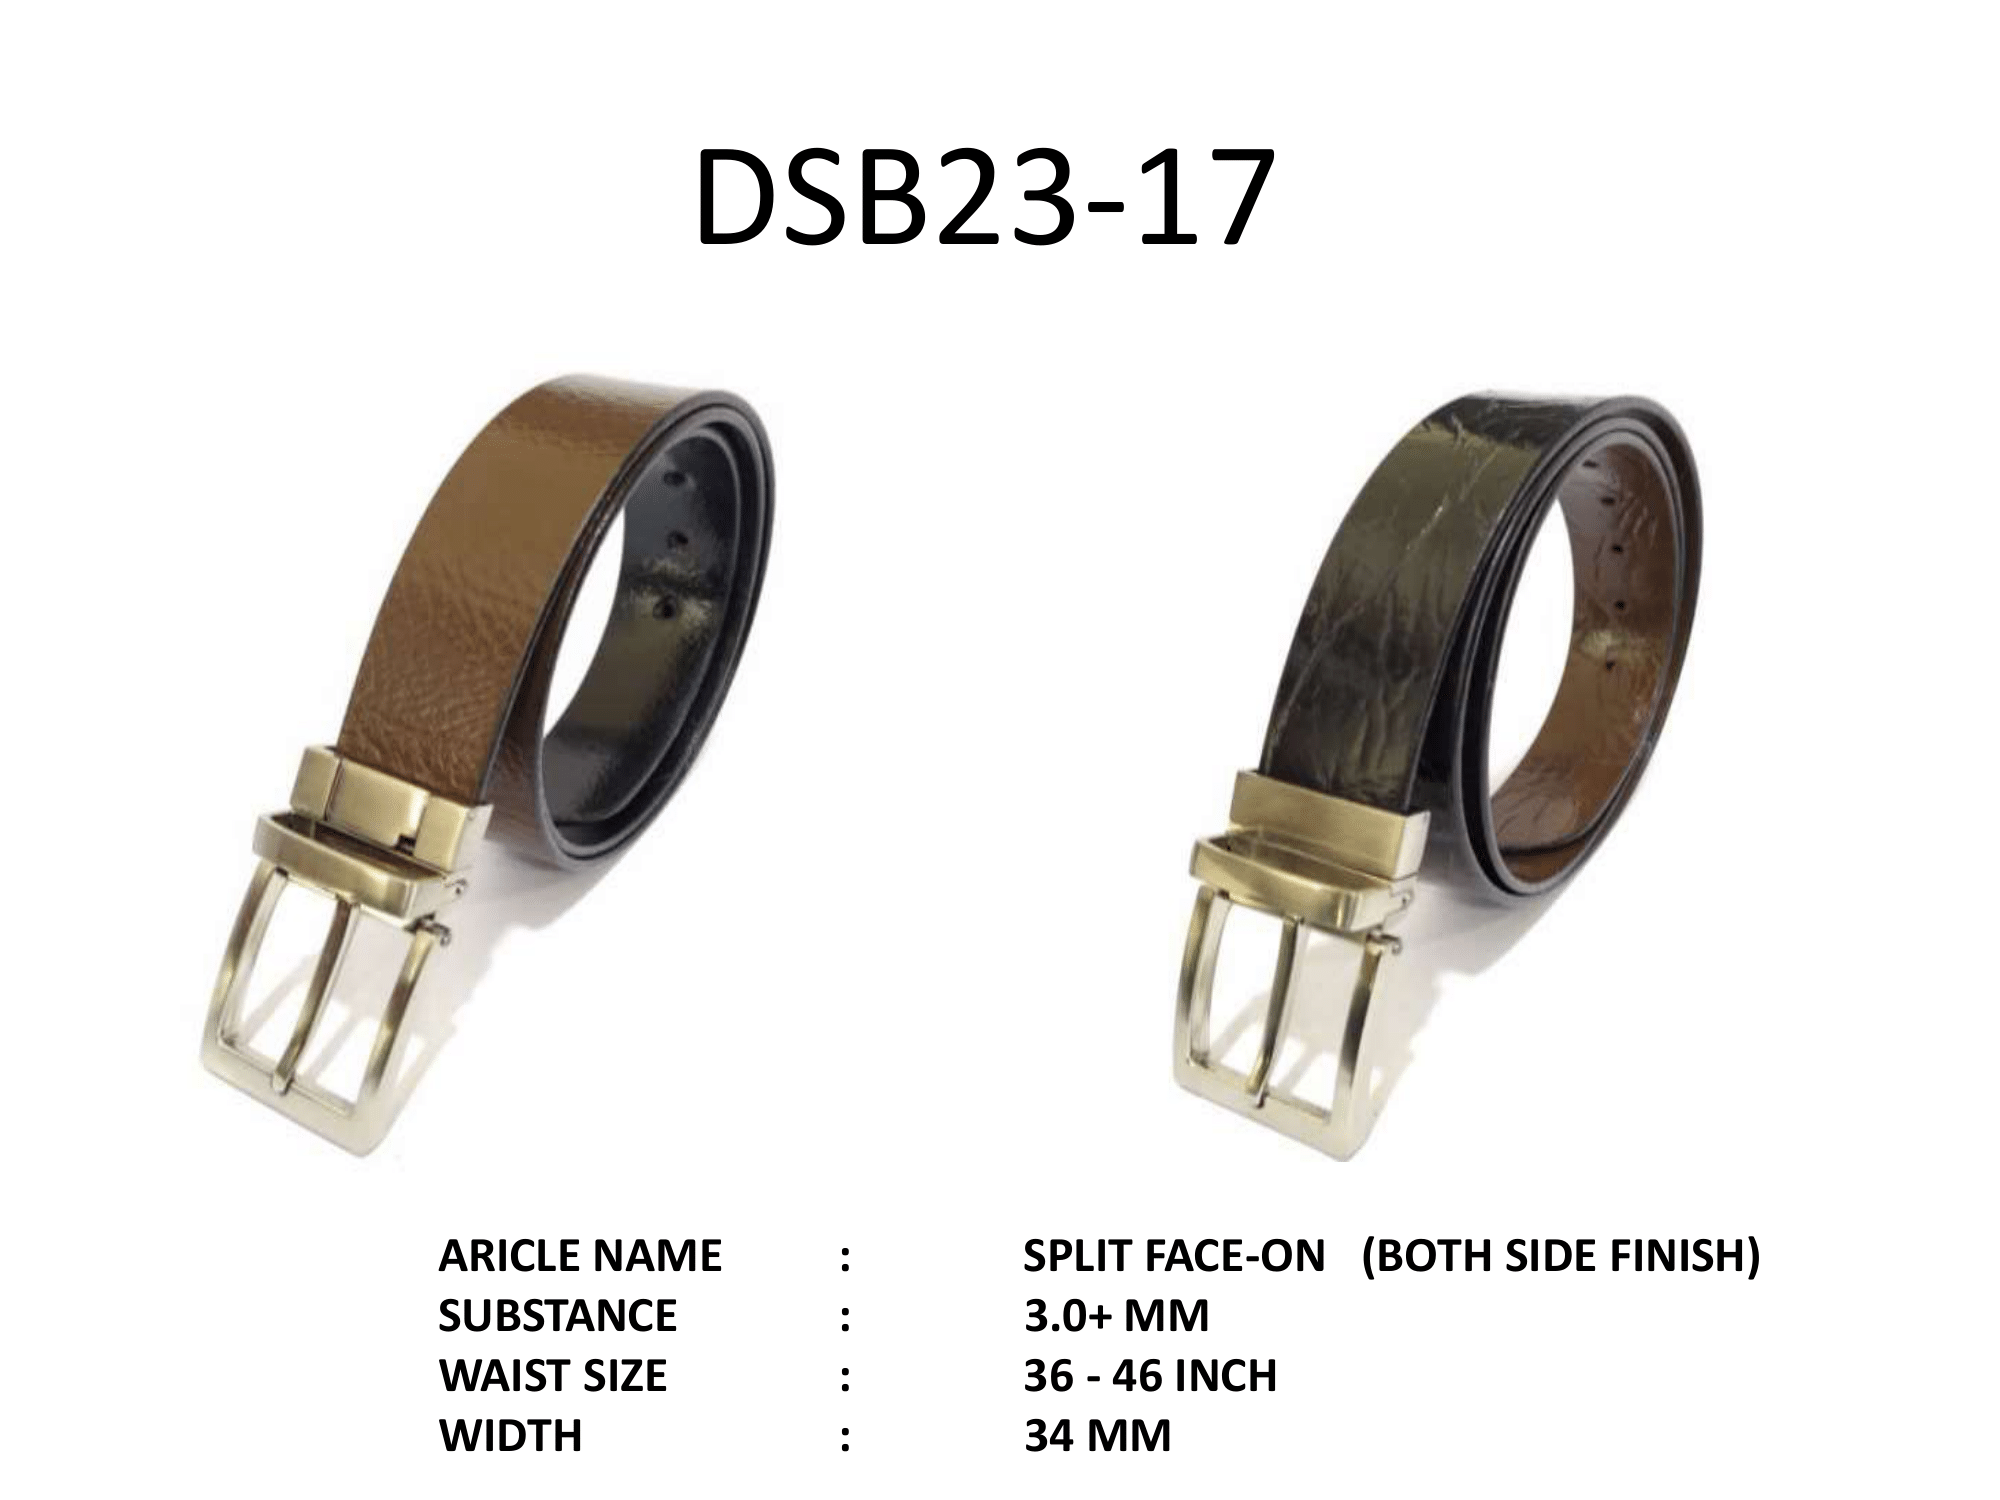 DSB23-17
ARICLE NAME : SPLIT FACE-ON (BOTH SIDE FINISH)
SUBSTANCE : 3.0+ MM
WAIST SIZE : 36 - 46 INCH
WIDTH : 34 MM